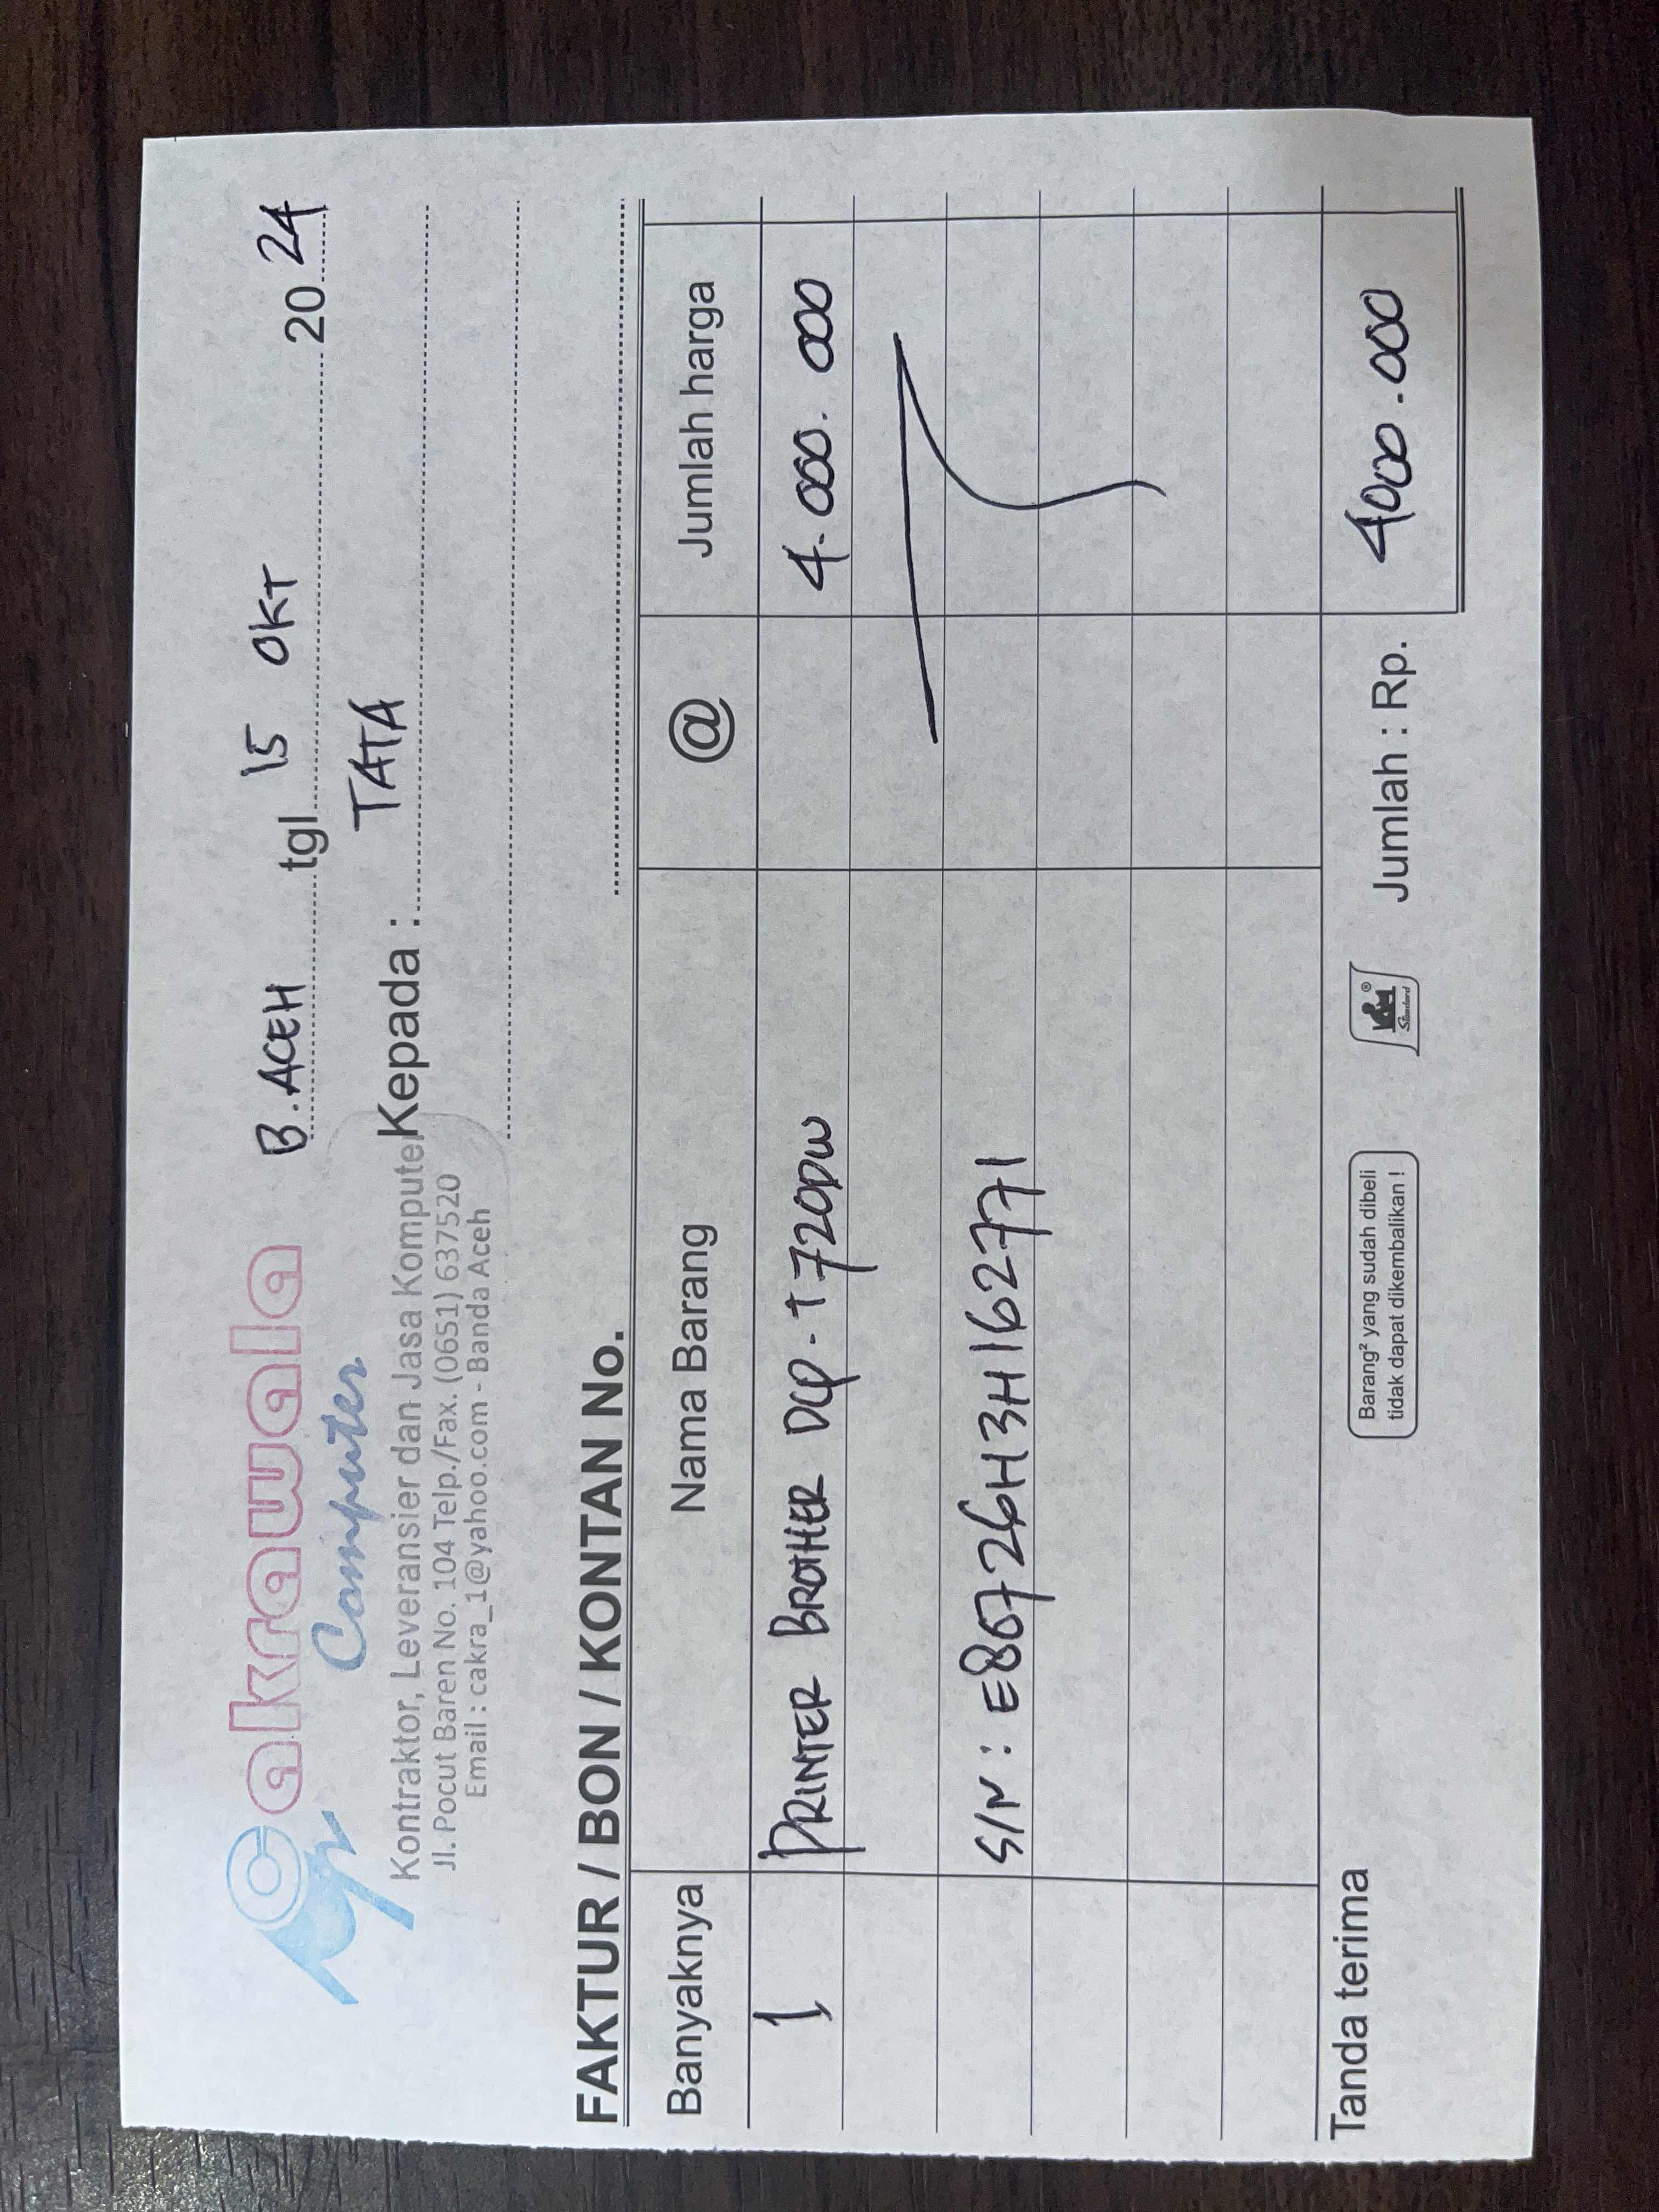 Cakrawala
Computer
Kontraktor, Leveransier dan Jasa Komputer
Jl. Pocut Baren No. 104 Telp./Fax. (0651) 637520
Email : cakra_1@yahoo.com - Banda Aceh
B. ACEH tgl 15 OKT 20 24
Kepada : TATA
FAKTUR / BON / KONTAN No.
Banyaknya Nama Barang @ Jumlah harga
1 PRINTER BROTHER DCP-T720DW 4.000.000
S/N : E80726H3H162771
Tanda terima
Barang² yang sudah dibeli
tidak dapat dikembalikan !
Standard
Jumlah : Rp. 4000.000